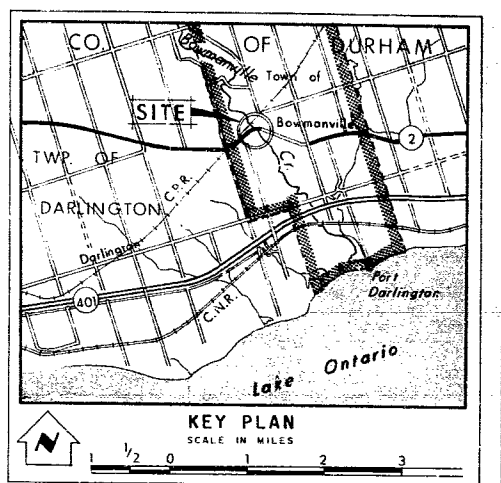 CO. OF DURHAM
Bowmanville
Town of
SITE
Bowmanville
2
TWP. OF
DARLINGTON
C.P.R.
Darlington
401
C.N.R.
Port
Darlington
Lake Ontario
N
KEY PLAN
SCALE IN MILES
1 1/2 0 1 2 3
Cr.